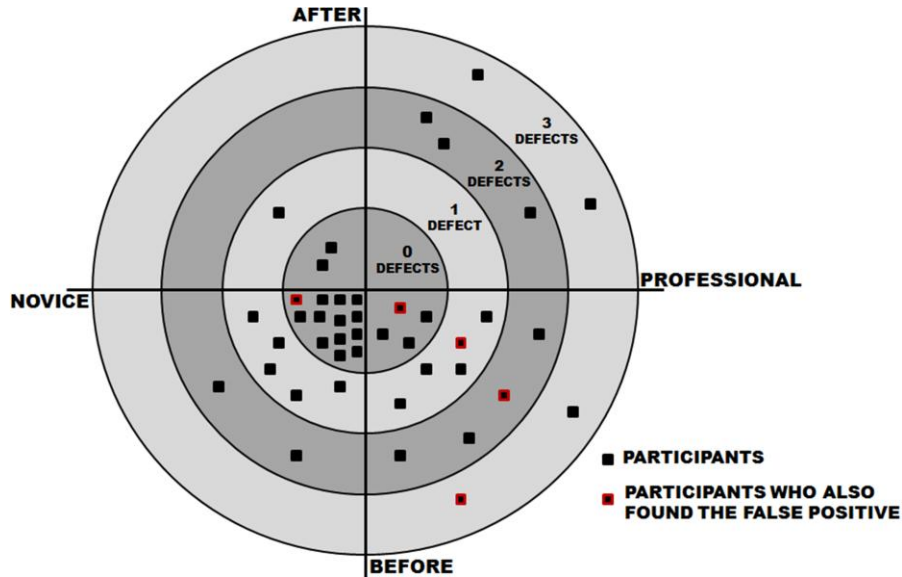 AFTER
3
DEFECTS
2
DEFECTS
1
DEFECT
0
DEFECTS
PROFESSIONAL
NOVICE
PARTICIPANTS
PARTICIPANTS WHO ALSO
FOUND THE FALSE POSITIVE
BEFORE